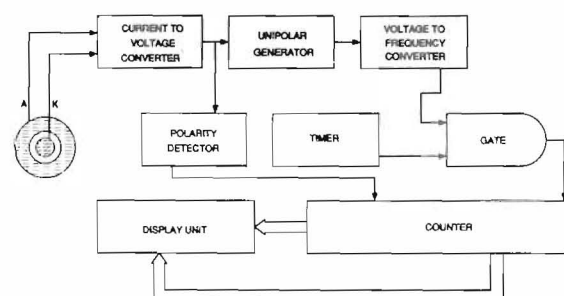 CURRENT TO
VOLTAGE
CONVERTER
UNIPOLAR
GENERATOR
VOLTAGE TO
FREQUENCY
CONVERTER
A
K
POLARITY
DETECTOR
TIMER
GATE
DISPLAY UNIT
COUNTER